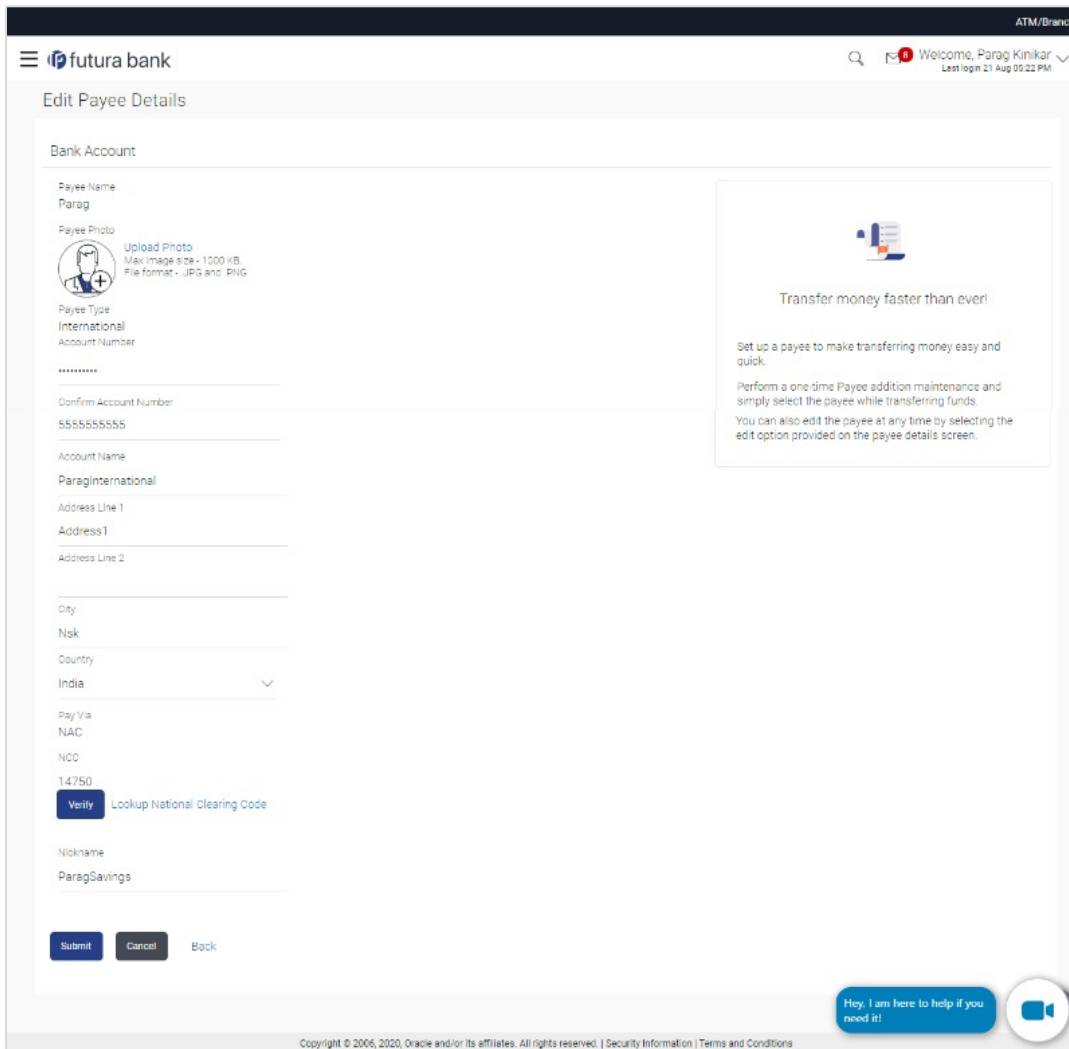 ATM/Branc
futura bank
8
Welcome, Parag Kinikar
Last login 21 Aug 05:22 PM
Edit Payee Details
Bank Account
Payee Name
Parag
Payee Photo
Upload Photo
Max image size - 1000 KB.
File format - .JPG and .PNG
Payee Type
International
Account Number
••••••••••
Confirm Account Number
5555555555
Account Name
ParagInternational
Address Line 1
Address1
Address Line 2
City
Nsk
Country
India
Pay Via
NAC
NCC
14750
Verify Lookup National Clearing Code
Nickname
ParagSavings
Submit Cancel Back
Transfer money faster than ever!
Set up a payee to make transferring money easy and
quick.
Perform a one-time Payee addition maintenance and
simply select the payee while transferring funds.
You can also edit the payee at any time by selecting the
edit option provided on the payee details screen.
Hey, I am here to help if you
need it!
Copyright © 2006, 2020, Oracle and/or its affiliates. All rights reserved. | Security Information | Terms and Conditions